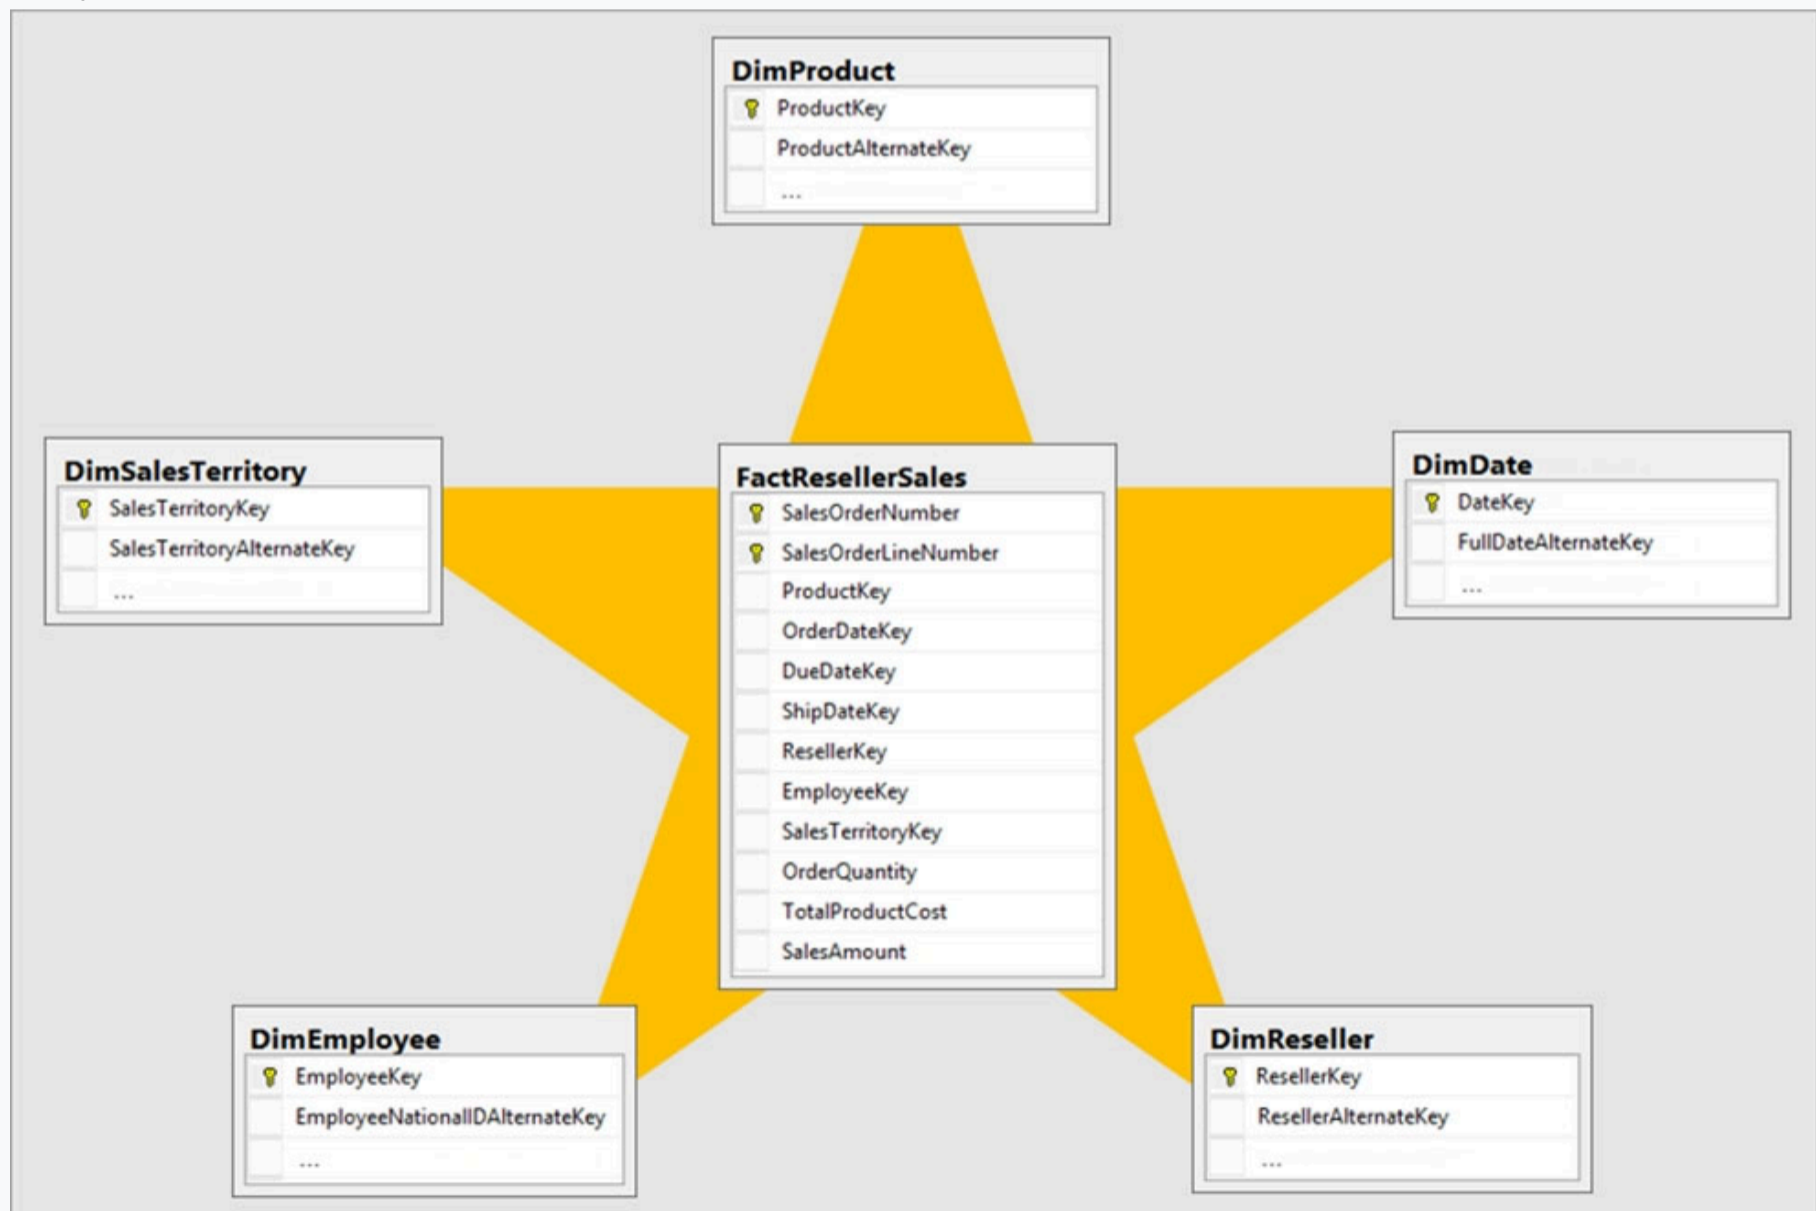 DimProduct
ProductKey
ProductAlternateKey
...
DimSalesTerritory
SalesTerritoryKey
SalesTerritoryAlternateKey
...
FactResellerSales
SalesOrderNumber
SalesOrderLineNumber
ProductKey
OrderDateKey
DueDateKey
ShipDateKey
ResellerKey
EmployeeKey
SalesTerritoryKey
OrderQuantity
TotalProductCost
SalesAmount
DimDate
DateKey
FullDateAlternateKey
...
DimEmployee
EmployeeKey
EmployeeNationalIDAlternateKey
...
DimReseller
ResellerKey
ResellerAlternateKey
...